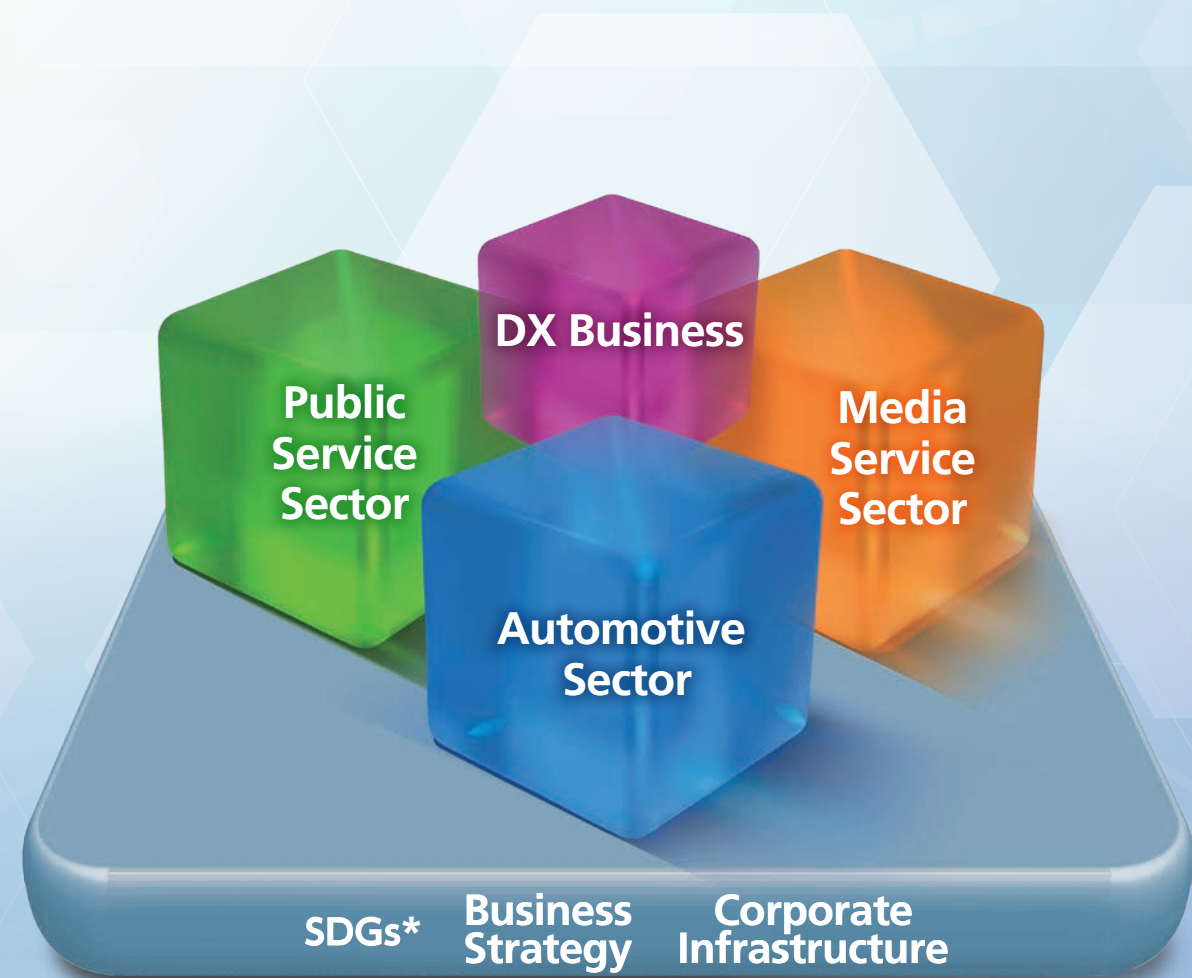 DX Business
Public
Service
Sector
Media
Service
Sector
Automotive
Sector
SDGs*
Business
Strategy
Corporate
Infrastructure